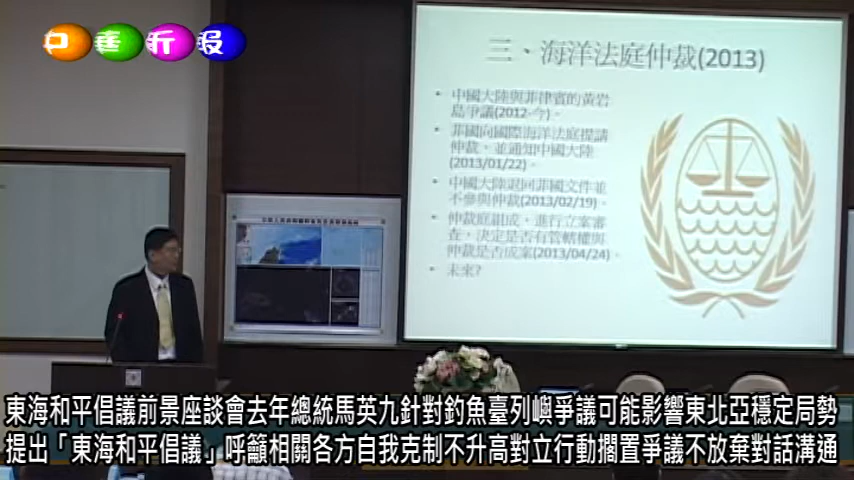 中華新报
三、海洋法庭仲裁(2013)
• 中國大陸與菲律賓的黃岩
島爭議(2012-今)。
• 菲國向國際海洋法庭提請
仲裁，並通知中國大陸
(2013/01/22)。
• 中國大陸退回菲國文件並
不參與仲裁(2013/02/19)。
• 仲裁庭組成，進行立案審
查，決定是否有管轄權與
仲裁是否成案(2013/04/24)。
• 未來?
東海和平倡議前景座談會去年總統馬英九針對釣魚臺列嶼爭議可能影響東北亞穩定局勢
提出「東海和平倡議」呼籲相關各方自我克制不升高對立行動擱置爭議不放棄對話溝通